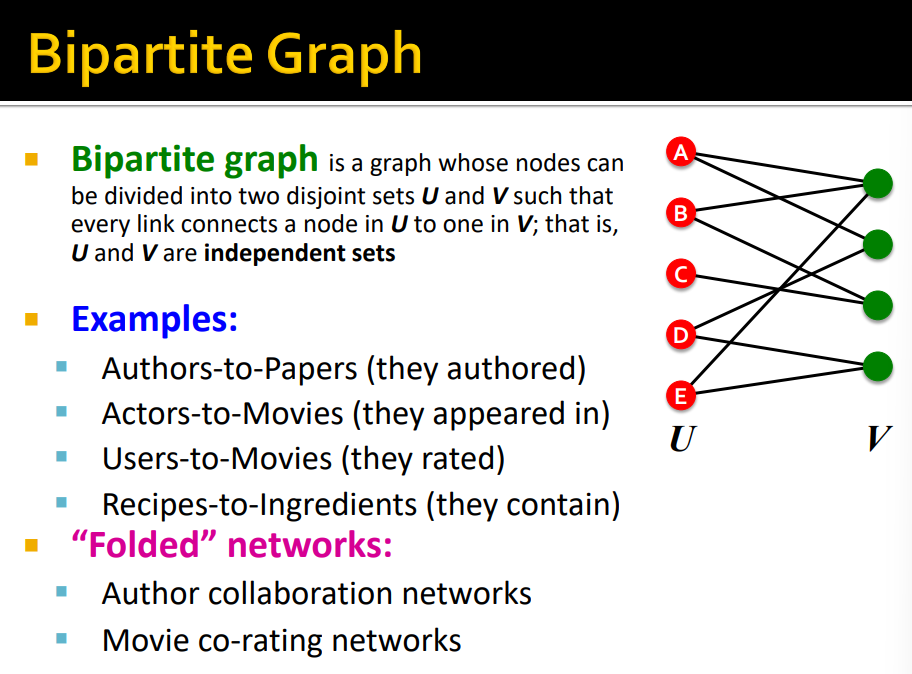 Bipartite Graph
Bipartite graph is a graph whose nodes can
be divided into two disjoint sets U and V such that
every link connects a node in U to one in V; that is,
U and V are independent sets
Examples:
Authors-to-Papers (they authored)
Actors-to-Movies (they appeared in)
Users-to-Movies (they rated)
Recipes-to-Ingredients (they contain)
“Folded” networks:
Author collaboration networks
Movie co-rating networks
A
B
C
D
E
U
V